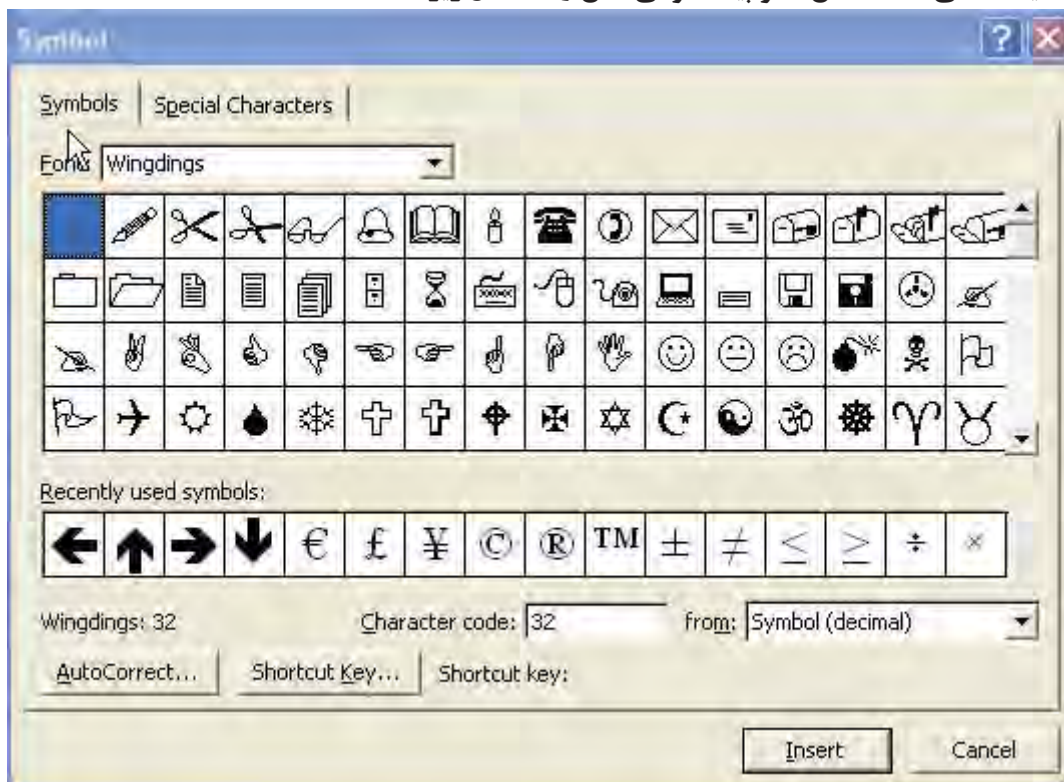 Symbol
Symbols Special Characters
Font: Wingdings
Recently used symbols:
€ £ ¥ © ® TM ± ≠ ≤ ≥ ÷ ×
Wingdings: 32 Character code: 32 from: Symbol (decimal)
AutoCorrect... Shortcut Key... Shortcut key:
Insert Cancel